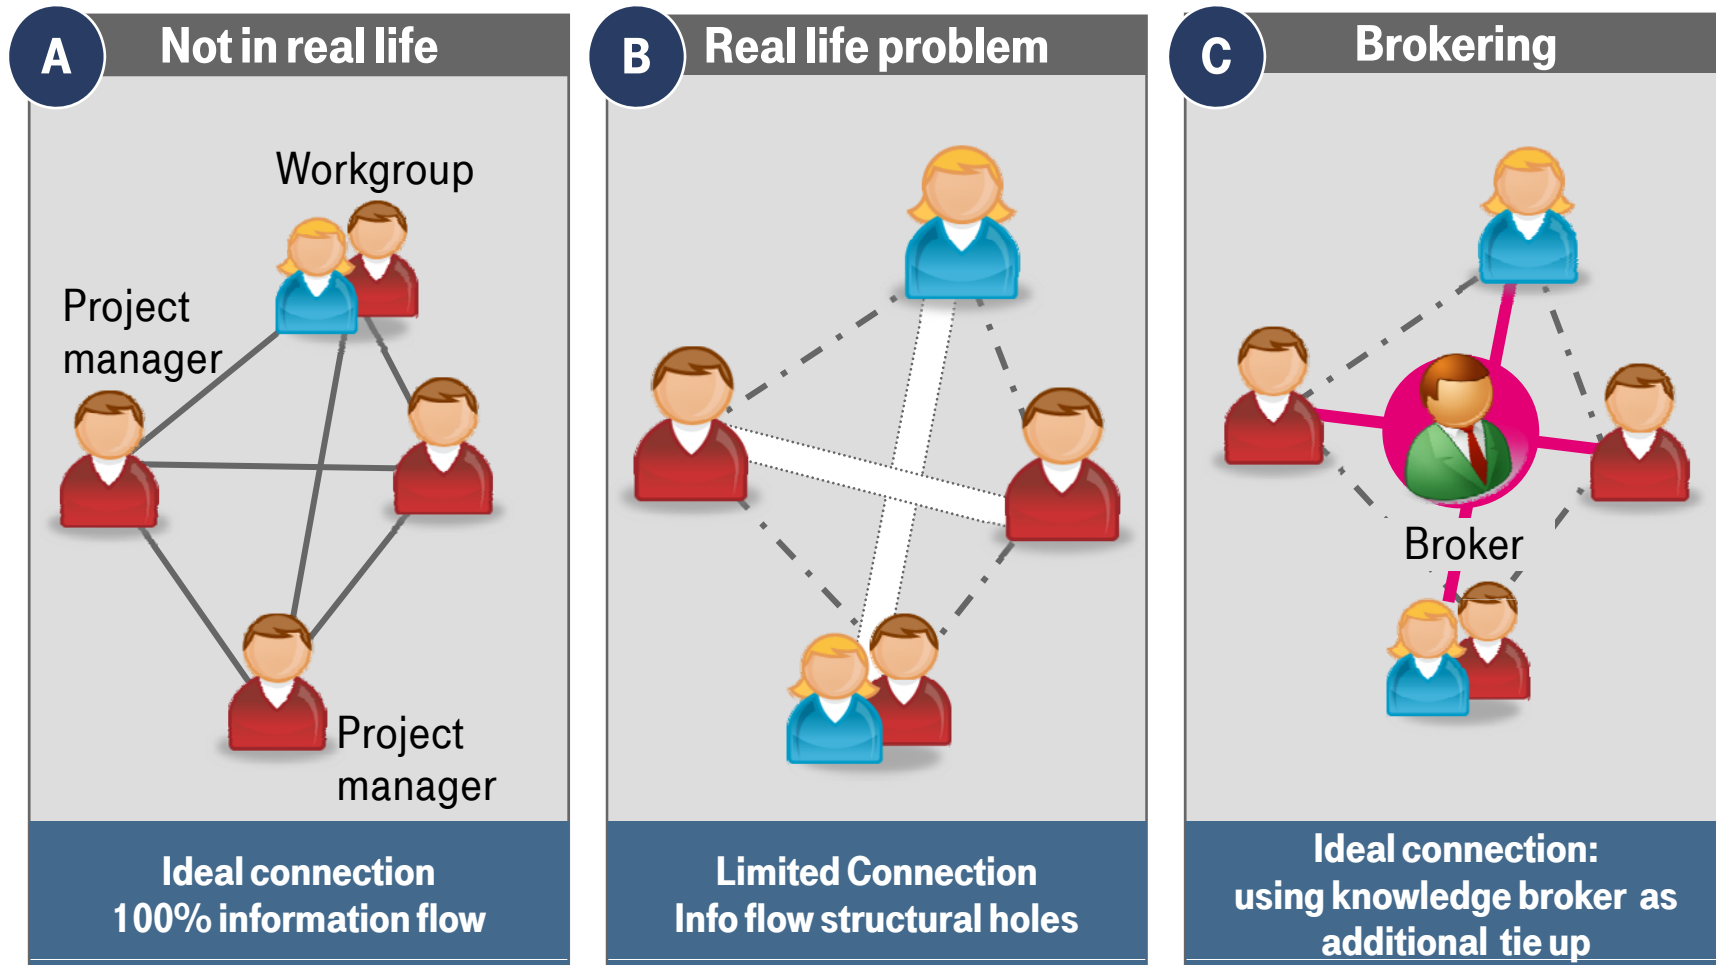 A
Not in real life
Workgroup
Project
manager
Project
manager
Ideal connection
100% information flow
B
Real life problem
Limited Connection
Info flow structural holes
C
Brokering
Broker
Ideal connection:
using knowledge broker as
additional tie up